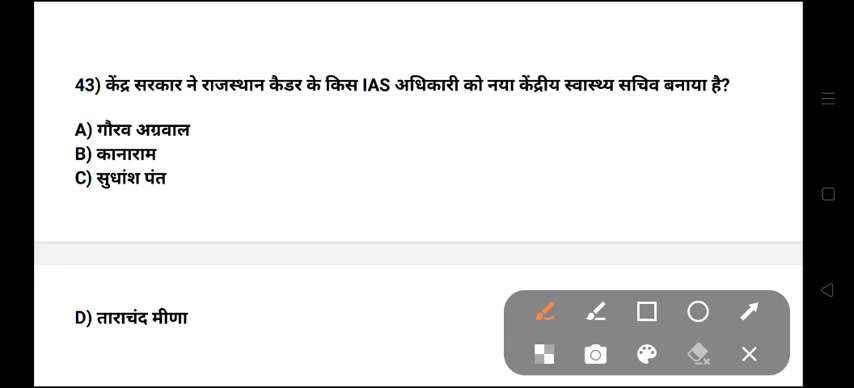 43) केंद्र सरकार ने राजस्थान कैडर के किस IAS अधिकारी को नया केंद्रीय स्वास्थ्य सचिव बनाया है?
A) गौरव अग्रवाल
B) कानाराम
C) सुधांश पंत
D) ताराचंद मीणा